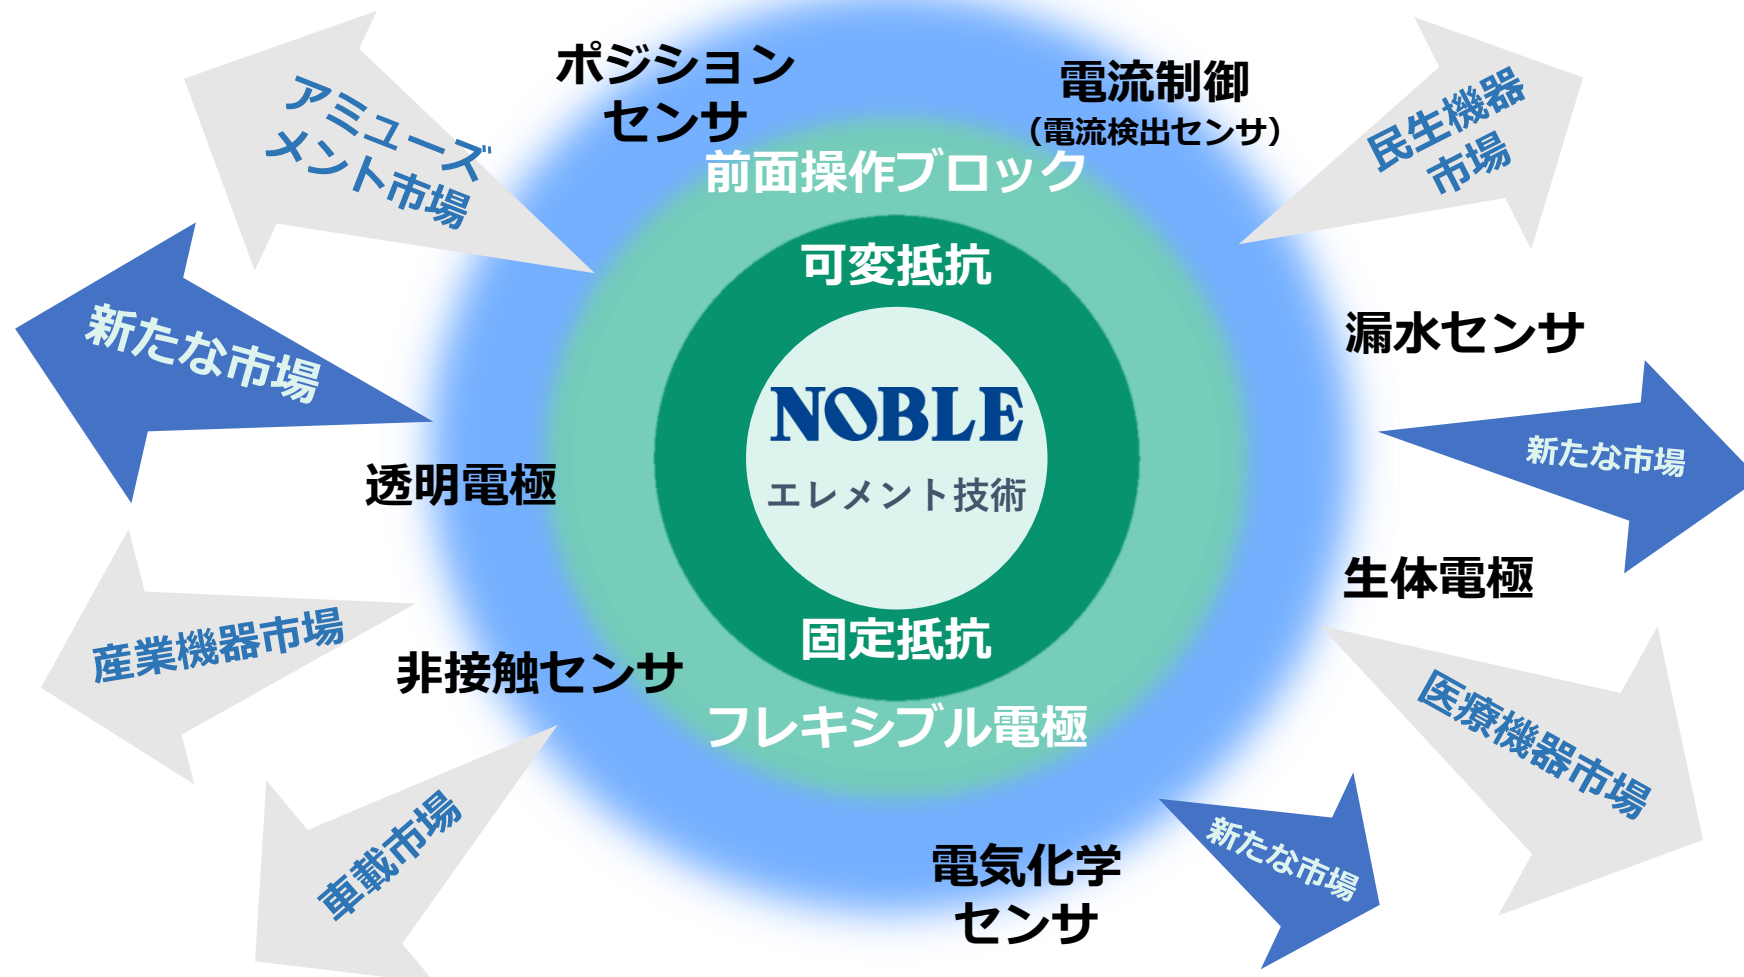 ポジション
センサ
電流制御
（電流検出センサ）
アミューズ
メント市場
民生機器
市場
前面操作ブロック
可変抵抗
新たな市場
漏水センサ
NOBLE
エレメント技術
新たな市場
透明電極
生体電極
産業機器市場
非接触センサ
固定抵抗
フレキシブル電極
医療機器市場
車載市場
電気化学
センサ
新たな市場